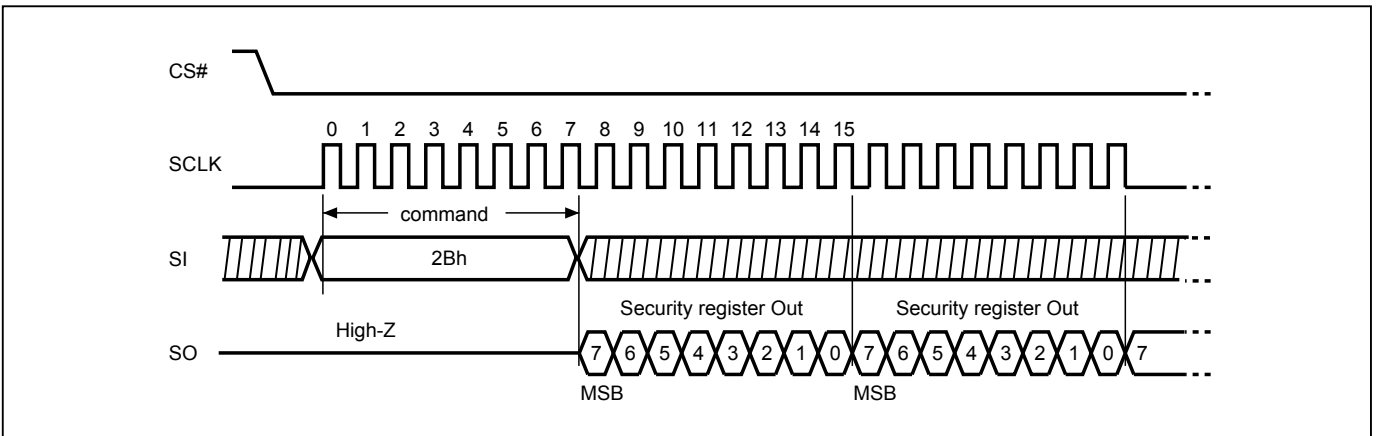 CS#
0 1 2 3 4 5 6 7 8 9 10 11 12 13 14 15
SCLK
command
SI
2Bh
Security register Out Security register Out
High-Z
SO
7 6 5 4 3 2 1 0 7 6 5 4 3 2 1 0 7
MSB MSB